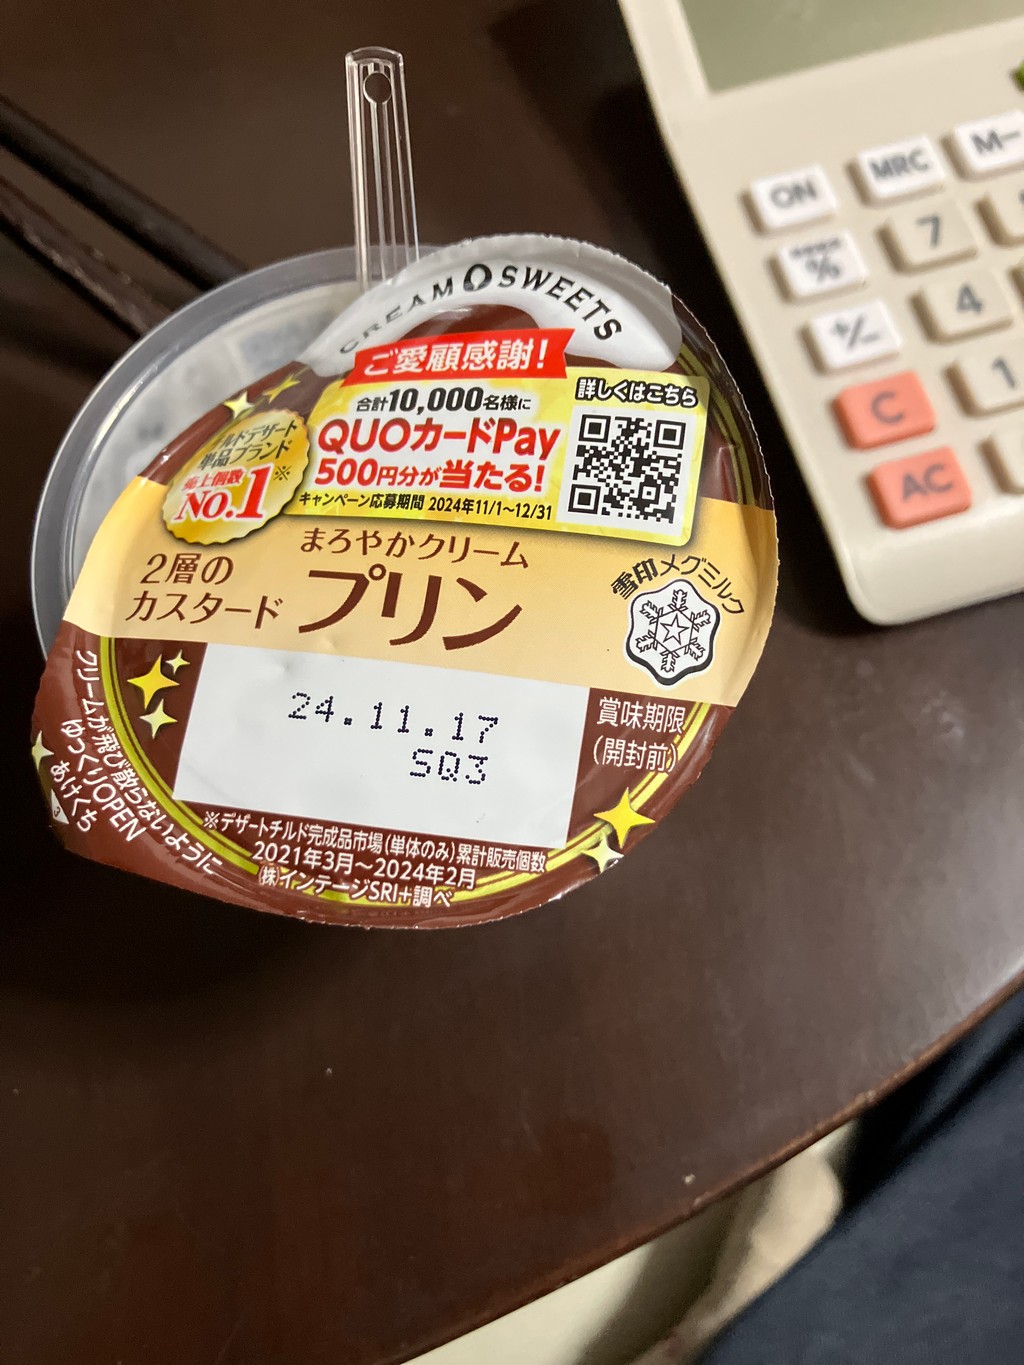 CREAM SWEETS
ご愛顧感謝!
合計10,000名様に
QUOカードPay
500円分が当たる!
キャンペーン応募期間 2024年11/1〜12/31
詳しくはこちら
チルドデザート
単品ブランド
売上個数※
No.1
まろやかクリーム
2層の
カスタード
プリン
雪印メグミルク
24.11.17
SQ3
賞味期限
(開封前)
クリームが飛び散らないように
ゆっくりOPEN
あけくち
3
※デザートチルド完成品市場(単体のみ)累計販売個数
2021年3月〜2024年2月
㈱インテージSRI+調べ
ON
MRC
M−
%
7
+/−
4
C
1
AC